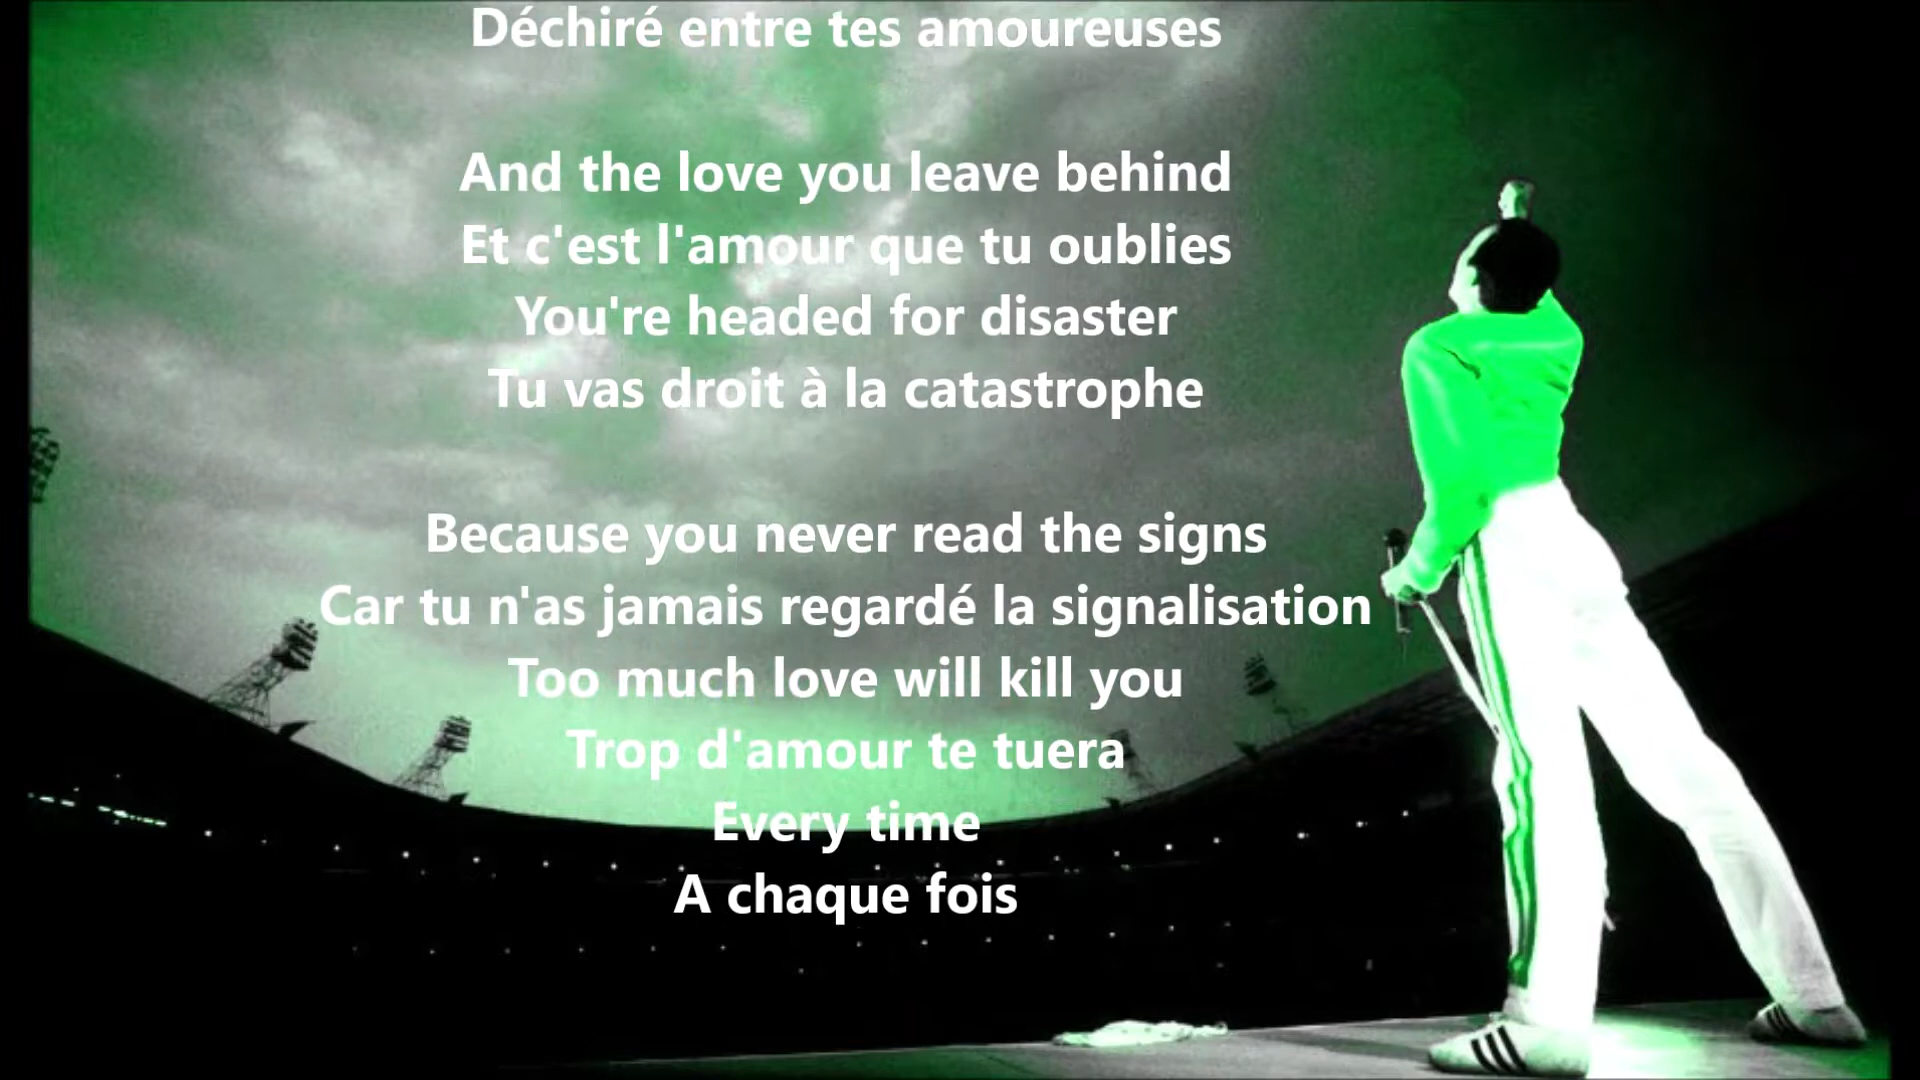 Déchiré entre tes amoureuses
And the love you leave behind
Et c'est l'amour que tu oublies
You're headed for disaster
Tu vas droit à la catastrophe
Because you never read the signs
Car tu n'as jamais regardé la signalisation
Too much love will kill you
Trop d'amour te tuera
Every time
A chaque fois